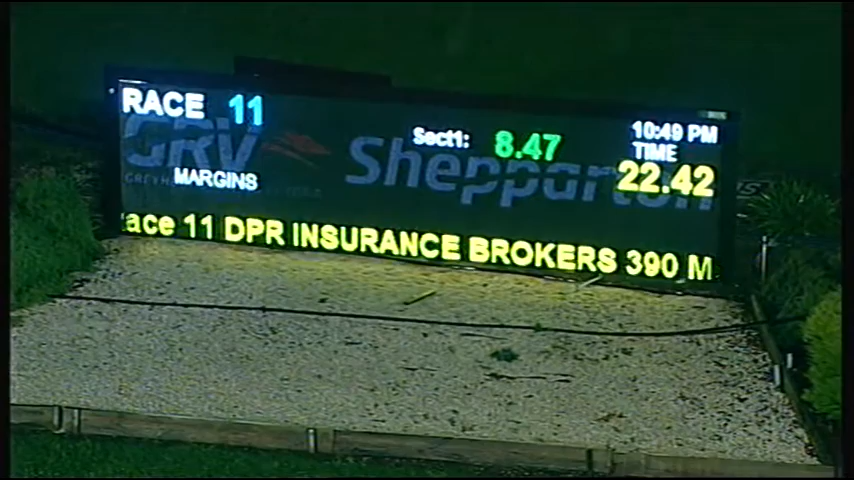 RACE 11
Sect1: 8.47
10:49 PM
TIME
22.42
GRV
Shepparton
MARGINS
ace 11 DPR INSURANCE BROKERS 390 M